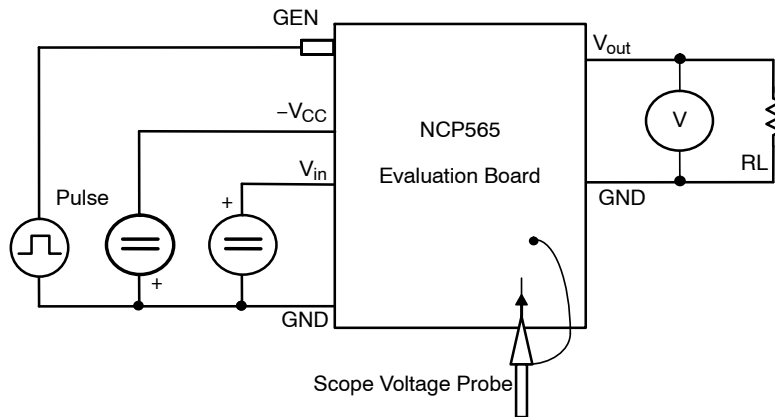 GEN
Vout
−VCC
NCP565
V
Vin
Evaluation Board
RL
Pulse
+
GND
+
GND
Scope Voltage Probe